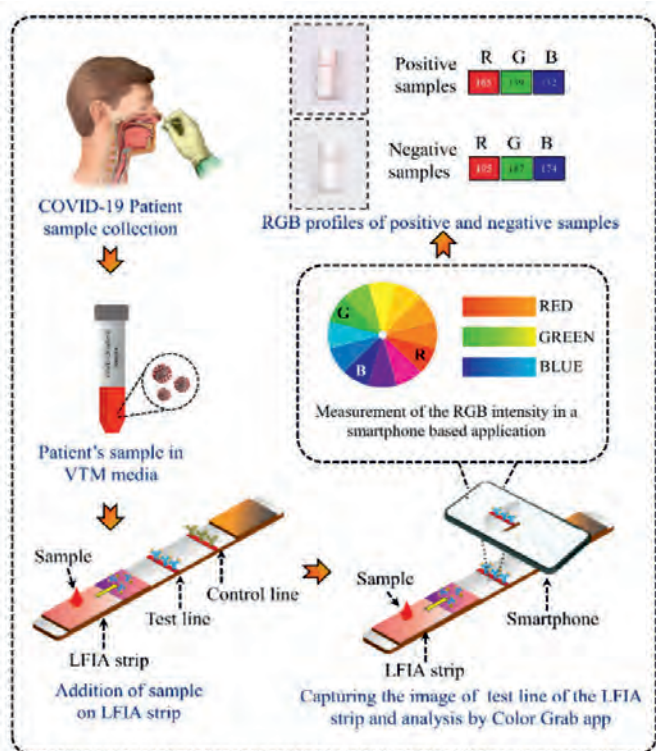 COVID-19 Patient
sample collection
Patient's sample in
VTM media
Sample
Control line
Test line
LFIA strip
Addition of sample
on LFIA strip
Sample
Smartphone
LFIA strip
Capturing the image of test line of the LFIA
strip and analysis by Color Grab app
G
R
B
RED
GREEN
BLUE
Measurement of the RGB intensity in a
smartphone based application
Positive
samples
R G B
Negative
samples
R G B
195 187 174
RGB profiles of positive and negative samples